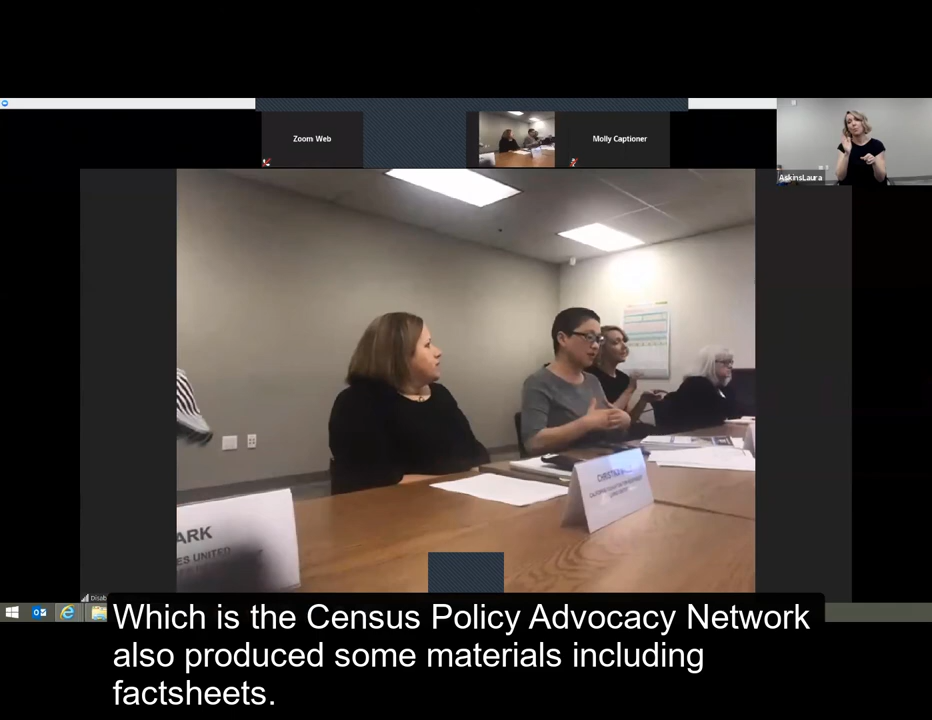 Zoom Web
Molly Captioner
AskinsLaura
ARK
ES UNITED
Disab
Which is the Census Policy Advocacy Network
also produced some materials including
factsheets.